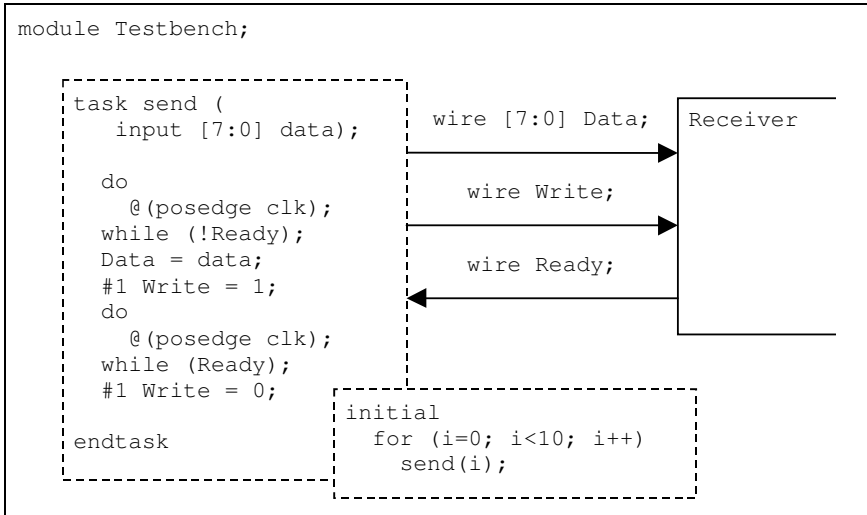 module Testbench;
task send (
input [7:0] data);
do
@(posedge clk);
while (!Ready);
Data = data;
#1 Write = 1;
do
@(posedge clk);
while (Ready);
#1 Write = 0;
endtask
wire [7:0] Data;
wire Write;
wire Ready;
Receiver
initial
for (i=0; i<10; i++)
send(i);